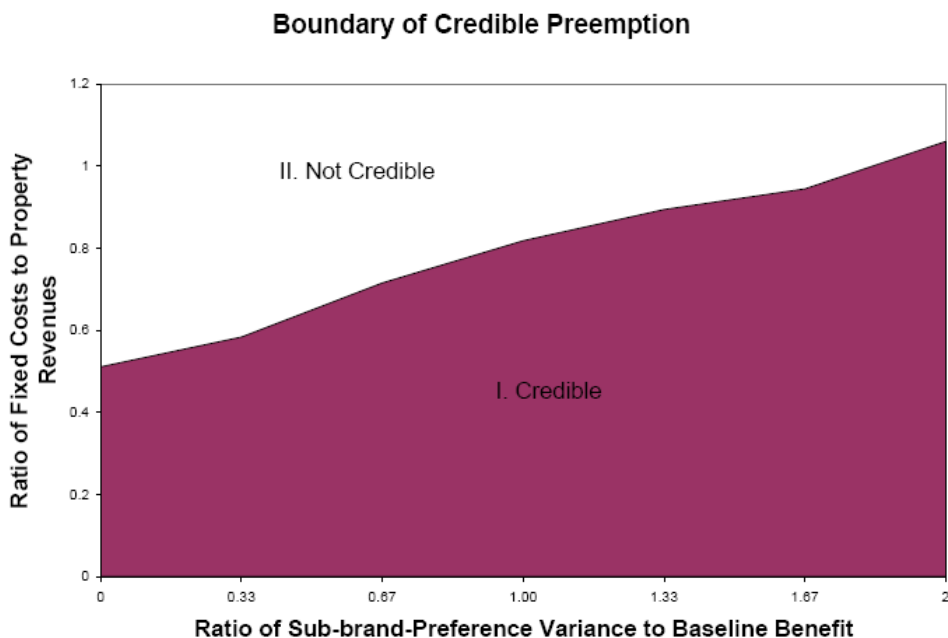 Boundary of Credible Preemption
1.2
1
0.8
0.6
0.4
0.2
0
Ratio of Fixed Costs to Property
Revenues
II. Not Credible
I. Credible
0 0.33 0.67 1.00 1.33 1.67 2
Ratio of Sub-brand-Preference Variance to Baseline Benefit